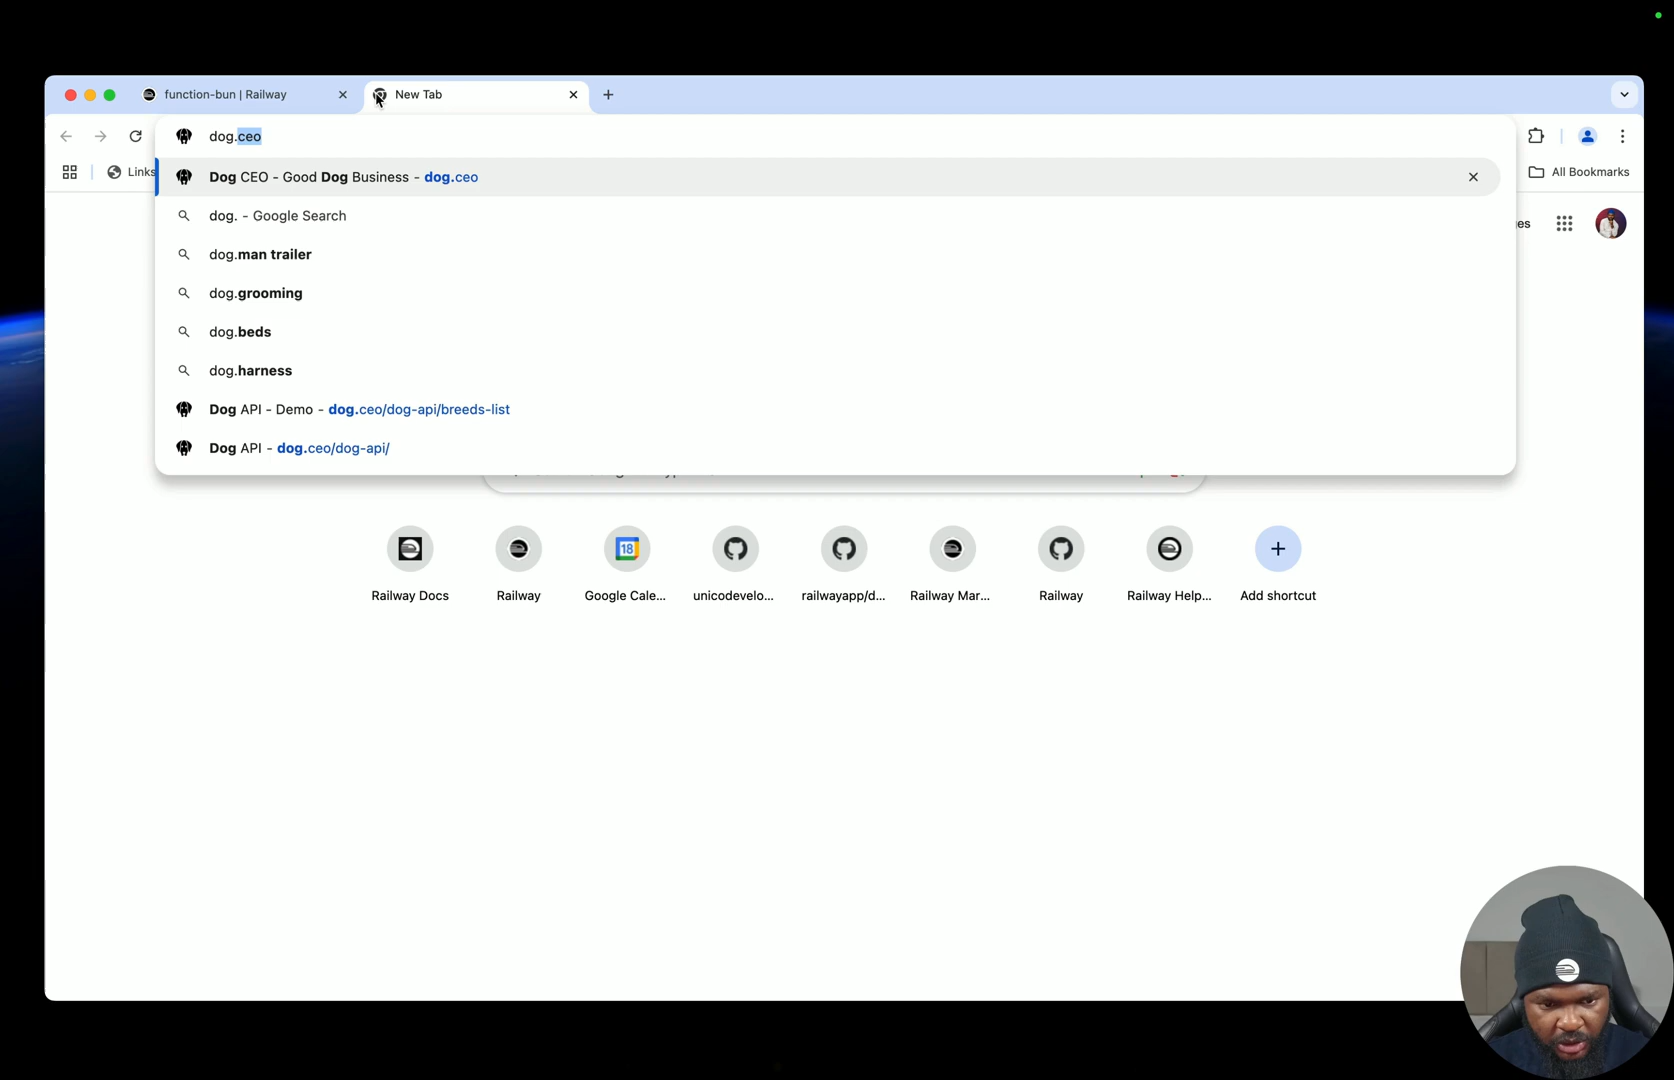 function-bun | Railway
New Tab
dog.ceo
Links
All Bookmarks
Dog CEO - Good Dog Business - dog.ceo
dog. - Google Search
es
dog.man trailer
dog.grooming
dog.beds
dog.harness
Dog API - Demo - dog.ceo/dog-api/breeds-list
Dog API - dog.ceo/dog-api/
18
Railway Docs
Railway
Google Cale...
unicodevelo...
railwayapp/d...
Railway Mar...
Railway
Railway Help...
Add shortcut